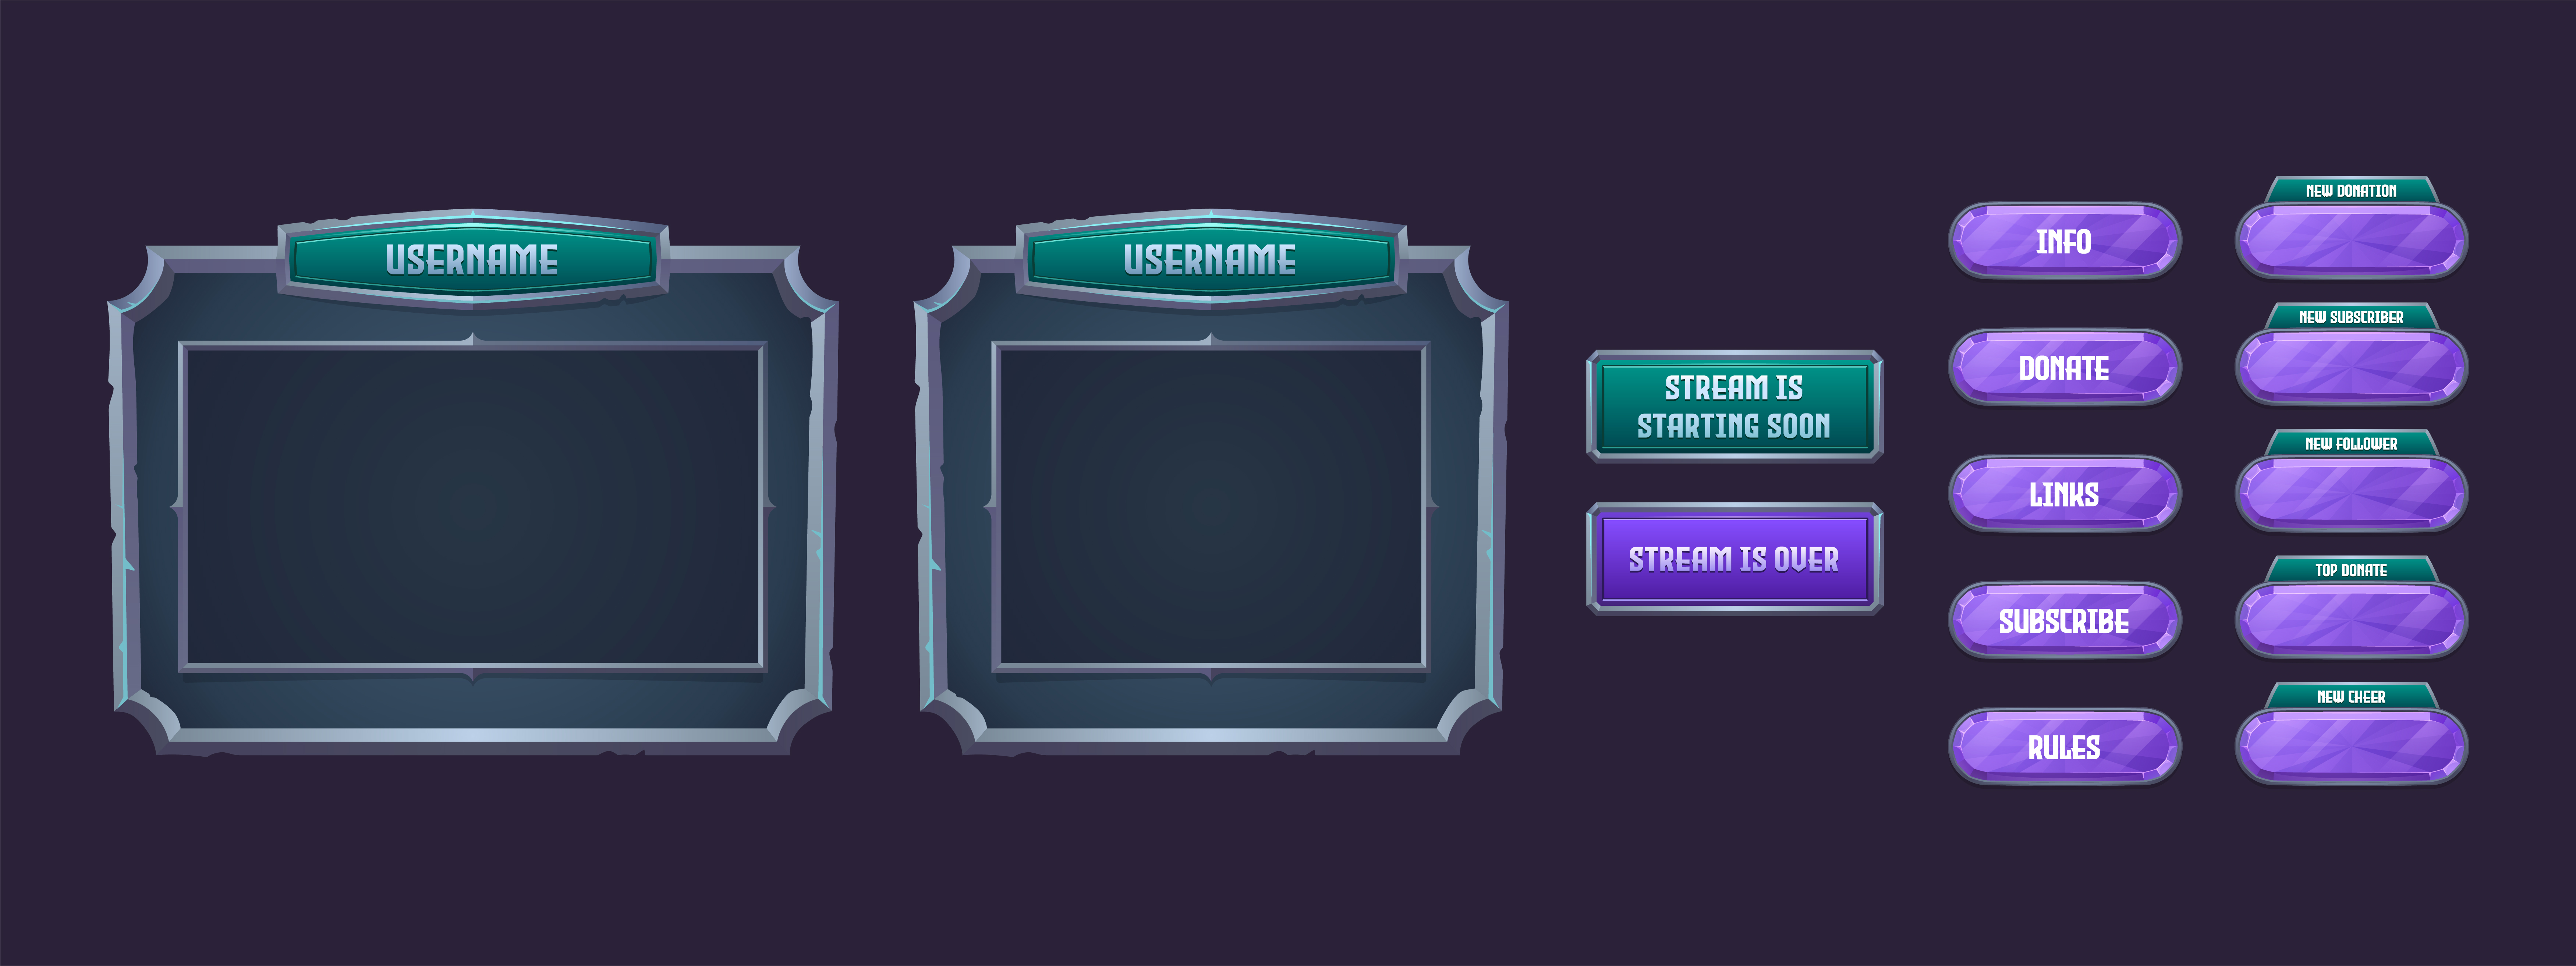 USERNAME
USERNAME
STREAM IS
STARTING SOON
STREAM IS OVER
INFO
DONATE
LINKS
SUBSCRIBE
RULES
NEW DONATION
NEW SUBSCRIBER
NEW FOLLOWER
TOP DONATE
NEW CHEER